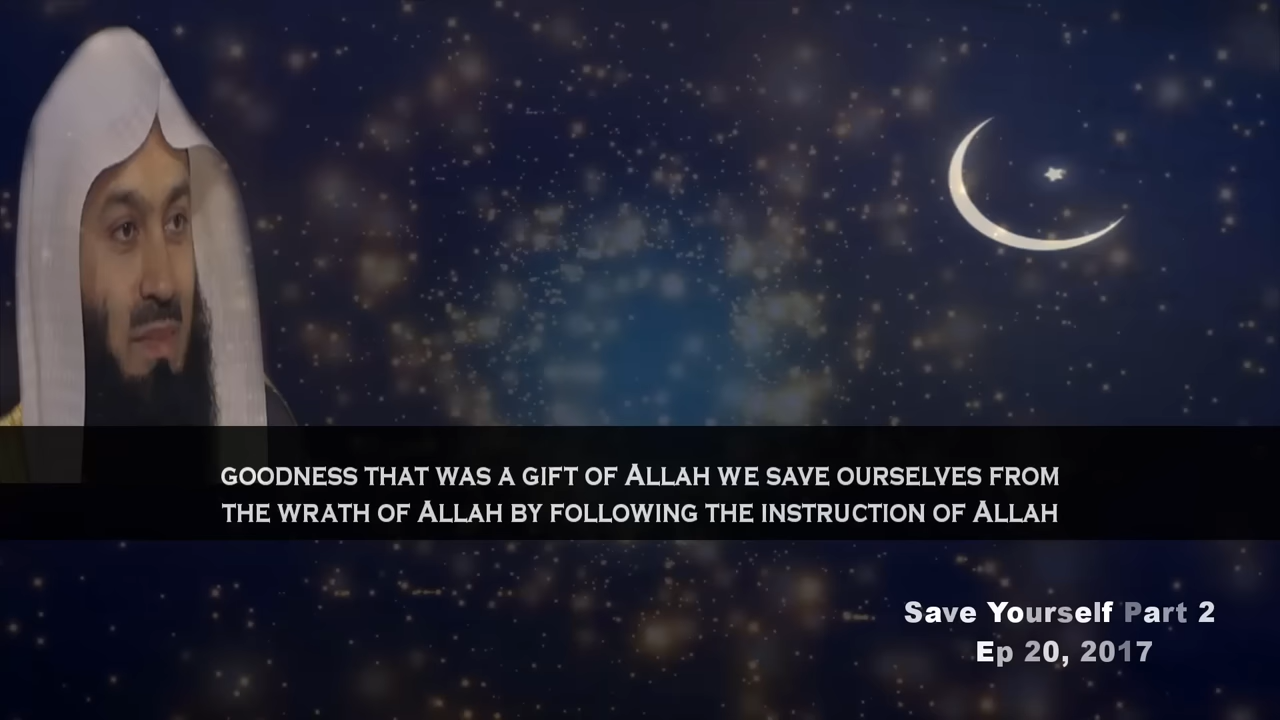 GOODNESS THAT WAS A GIFT OF ALLAH WE SAVE OURSELVES FROM
THE WRATH OF ALLAH BY FOLLOWING THE INSTRUCTION OF ALLAH
Save Yourself Part 2
Ep 20, 2017